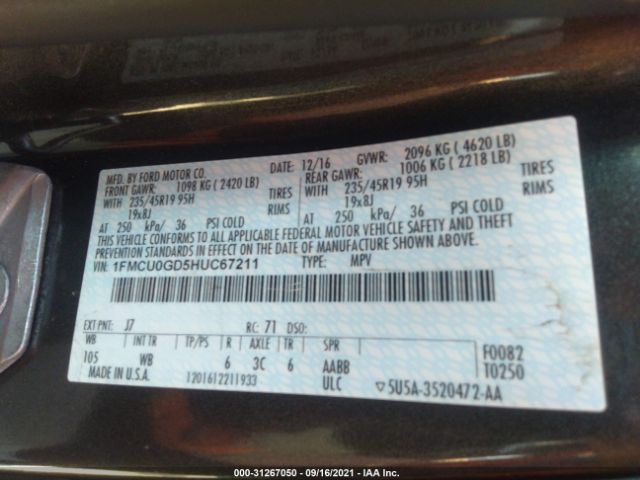 MFD. BY FORD MOTOR CO. DATE: 12/16 GVWR: 2096 KG ( 4620 LB)
FRONT GAWR: 1098 KG ( 2420 LB) REAR GAWR: 1006 KG ( 2218 LB)
WITH 235/45R19 95H TIRES WITH 235/45R19 95H TIRES
19x8J RIMS 19x8J RIMS
AT 250 kPa/ 36 PSI COLD AT 250 kPa/ 36 PSI COLD
THIS VEHICLE CONFORMS TO ALL APPLICABLE FEDERAL MOTOR VEHICLE SAFETY AND THEFT
PREVENTION STANDARDS IN EFFECT ON THE DATE OF MANUFACTURE SHOWN ABOVE.
VIN: 1FMCU0GD5HUC67211 TYPE: MPV
EXT PNT: J7 RC: 71 DSO:
WB INT TR TP/PS R AXLE TR SPR
105 WB 6 3C 6 AABB F0082
MADE IN U.S.A. 1201612211933 ULC T0250
5U5A-3520472-AA
000-31267050 - 09/16/2021 - IAA Inc.